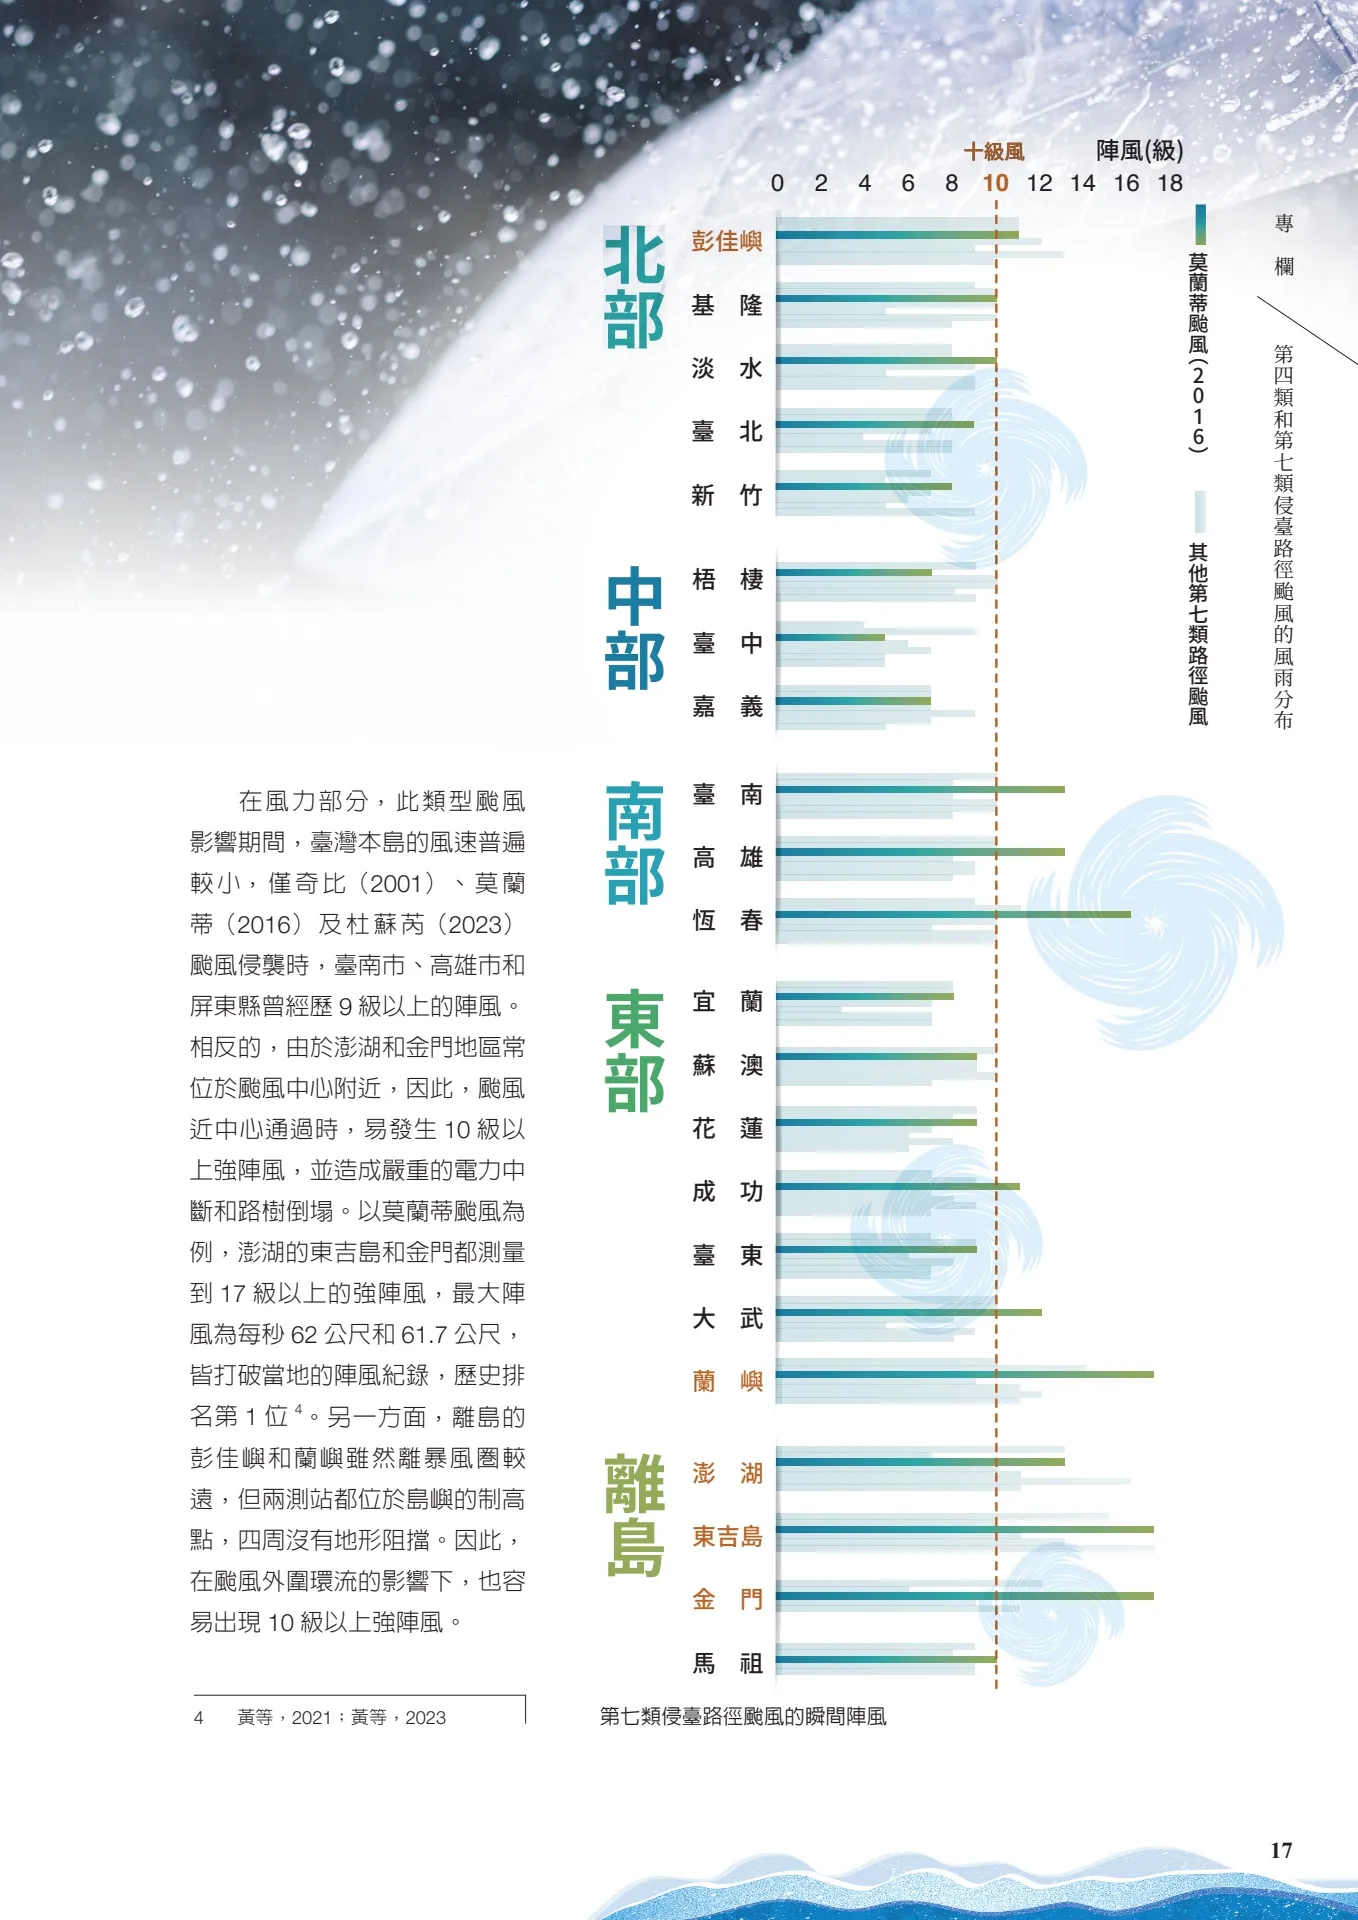 十級風 陣風(級)
0 2 4 6 8 10 12 14 16 18
北部
彭佳嶼
基隆
淡水
臺北
新竹
中部
梧棲
臺中
嘉義
南部
臺南
高雄
恆春
東部
宜蘭
蘇澳
花蓮
成功
臺東
大武
蘭嶼
離島
澎湖
東吉島
金門
馬祖
莫蘭蒂颱風(2016)
其他第七類路徑颱風
專欄
第四類和第七類侵臺路徑颱風的風雨分布
在風力部分，此類型颱風
影響期間，臺灣本島的風速普遍
較小，僅奇比（2001）、莫蘭
蒂（2016）及杜蘇芮（2023）
颱風侵襲時，臺南市、高雄市和
屏東縣曾經歷 9 級以上的陣風。
相反的，由於澎湖和金門地區常
位於颱風中心附近，因此，颱風
近中心通過時，易發生 10 級以
上強陣風，並造成嚴重的電力中
斷和路樹倒塌。以莫蘭蒂颱風為
例，澎湖的東吉島和金門都測量
到 17 級以上的強陣風，最大陣
風為每秒 62 公尺和 61.7 公尺，
皆打破當地的陣風紀錄，歷史排
名第 1 位 4。另一方面，離島的
彭佳嶼和蘭嶼雖然離暴風圈較
遠，但兩測站都位於島嶼的制高
點，四周沒有地形阻擋。因此，
在颱風外圍環流的影響下，也容
易出現 10 級以上強陣風。
4 黃等，2021；黃等，2023
第七類侵臺路徑颱風的瞬間陣風
17